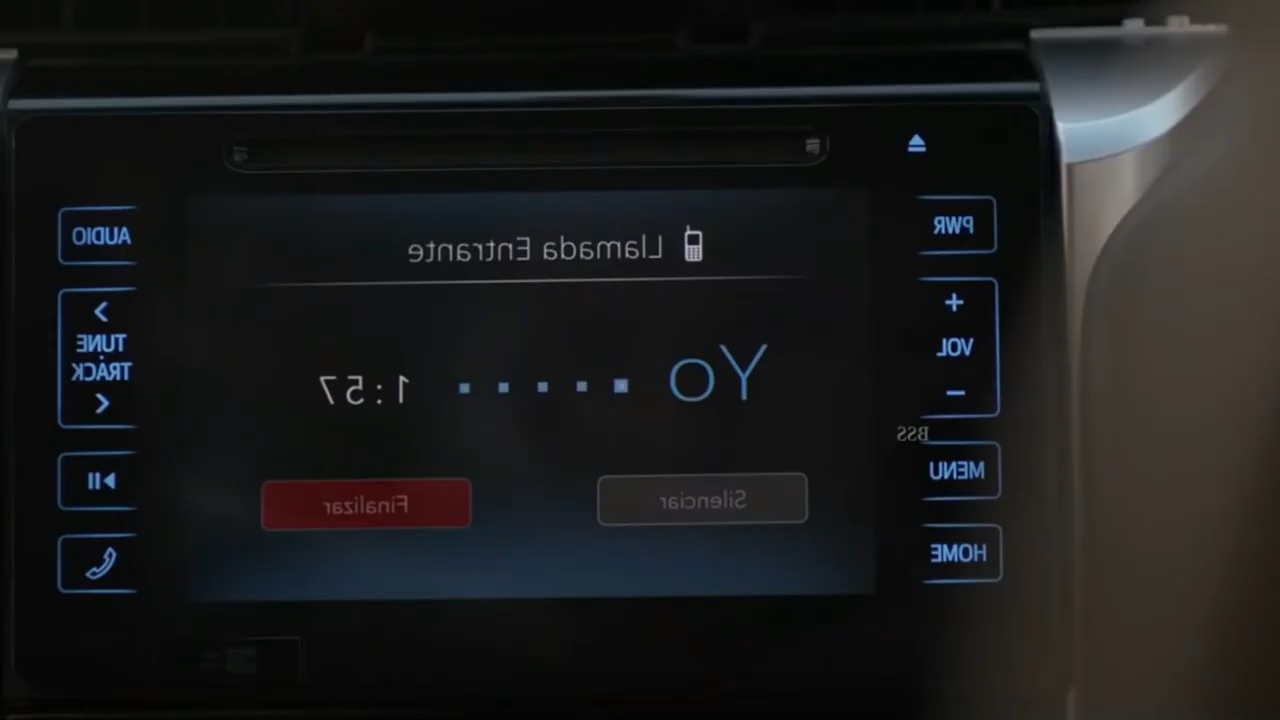 PWR
+
VOL
−
BSS
MENU
HOME
Llamada Entrante
Yo ..... 1:57
Silenciar
Finalizar
AUDIO
TUNE
TRACK